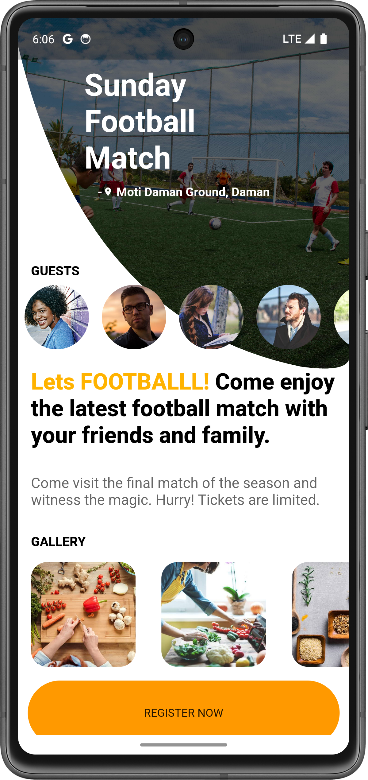 6:06 G LTE
Sunday
Football
Match
- Moti Daman Ground, Daman
GUESTS
Lets FOOTBALLL! Come enjoy
the latest football match with
your friends and family.
Come visit the final match of the season and
witness the magic. Hurry! Tickets are limited.
GALLERY
REGISTER NOW